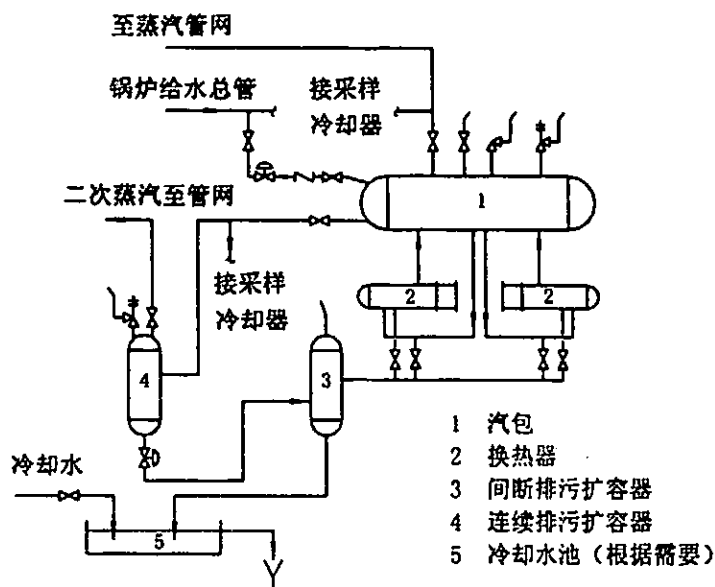 至蒸汽管网
锅炉给水总管
接采样
冷却器
二次蒸汽至管网
1
接采样
冷却器
2
2
4
3
冷却水
5
1 汽包
2 换热器
3 间断排污扩容器
4 连续排污扩容器
5 冷却水池（根据需要）